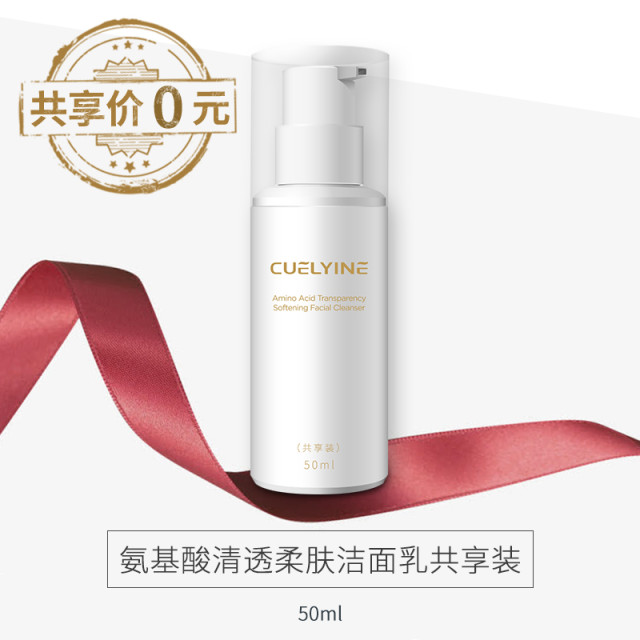 共享价0元
CUELYINE
Amino Acid Transparency
Softening Facial Cleanser
(共享装)
50ml
氨基酸清透柔肤洁面乳共享装
50ml